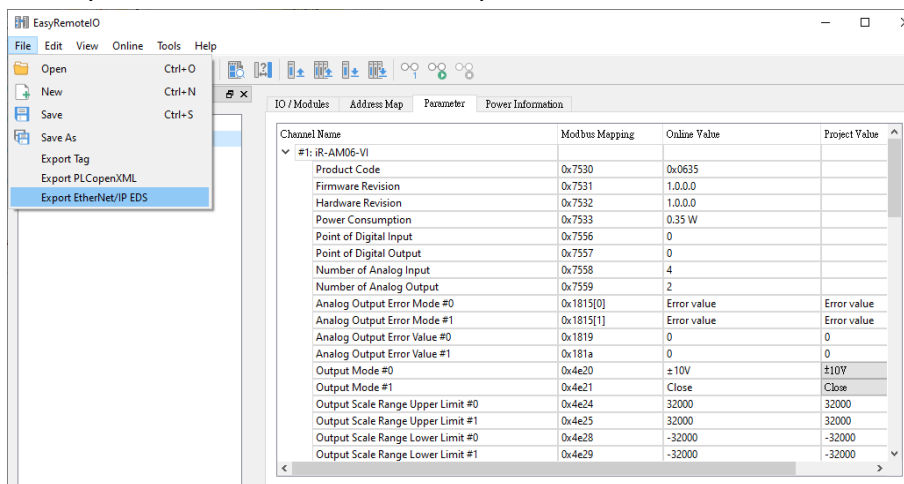 EasyRemoteIO
File Edit View Online Tools Help
Open Ctrl+O
New Ctrl+N
Save Ctrl+S
Save As
Export Tag
Export PLCopenXML
Export EtherNet/IP EDS
IO / Modules Address Map Parameter Power Information
Channel Name Modbus Mapping Online Value Project Value
#1: iR-AM06-VI
Product Code 0x7530 0x0635
Firmware Revision 0x7531 1.0.0.0
Hardware Revision 0x7532 1.0.0.0
Power Consumption 0x7533 0.35 W
Point of Digital Input 0x7556 0
Point of Digital Output 0x7557 0
Number of Analog Input 0x7558 4
Number of Analog Output 0x7559 2
Analog Output Error Mode #0 0x1815[0] Error value Error value
Analog Output Error Mode #1 0x1815[1] Error value Error value
Analog Output Error Value #0 0x1819 0 0
Analog Output Error Value #1 0x181a 0 0
Output Mode #0 0x4e20 ±10V ±10V
Output Mode #1 0x4e21 Close Close
Output Scale Range Upper Limit #0 0x4e24 32000 32000
Output Scale Range Upper Limit #1 0x4e25 32000 32000
Output Scale Range Lower Limit #0 0x4e28 -32000 -32000
Output Scale Range Lower Limit #1 0x4e29 -32000 -32000